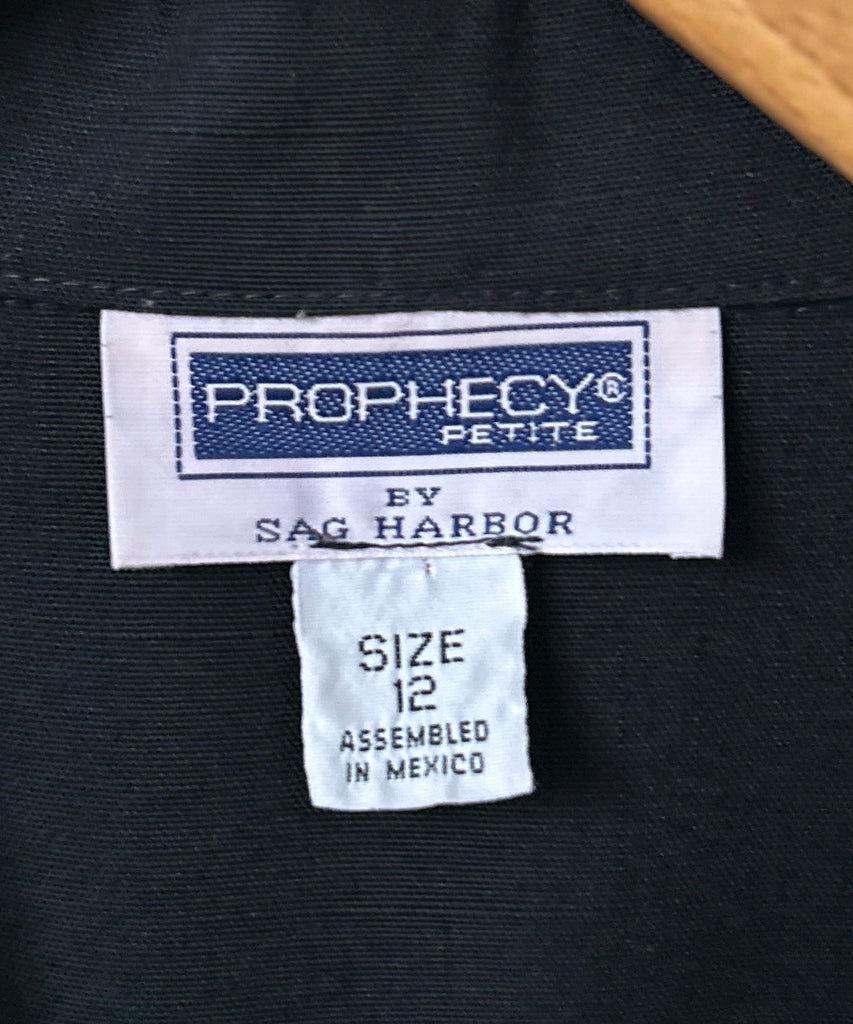 PROPHECY®
PETITE
BY
SAG HARBOR
SIZE
12
ASSEMBLED
IN MEXICO